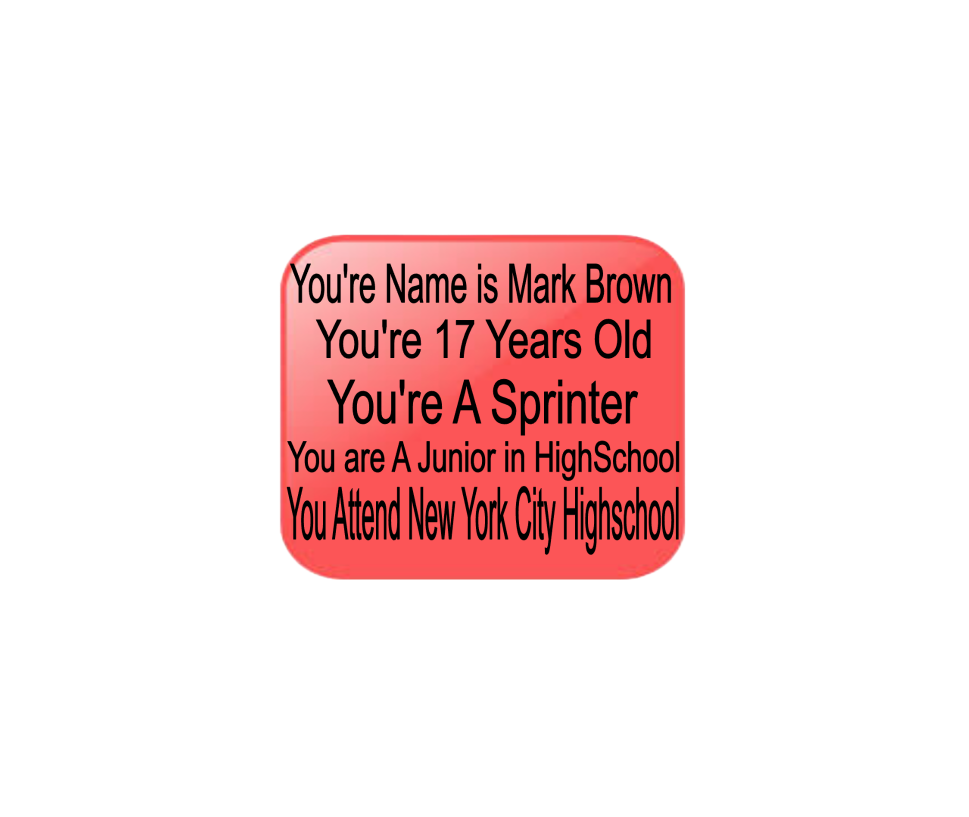 You're Name is Mark Brown
You're 17 Years Old
You're A Sprinter
You are A Junior in HighSchool
You Attend New York City Highschool